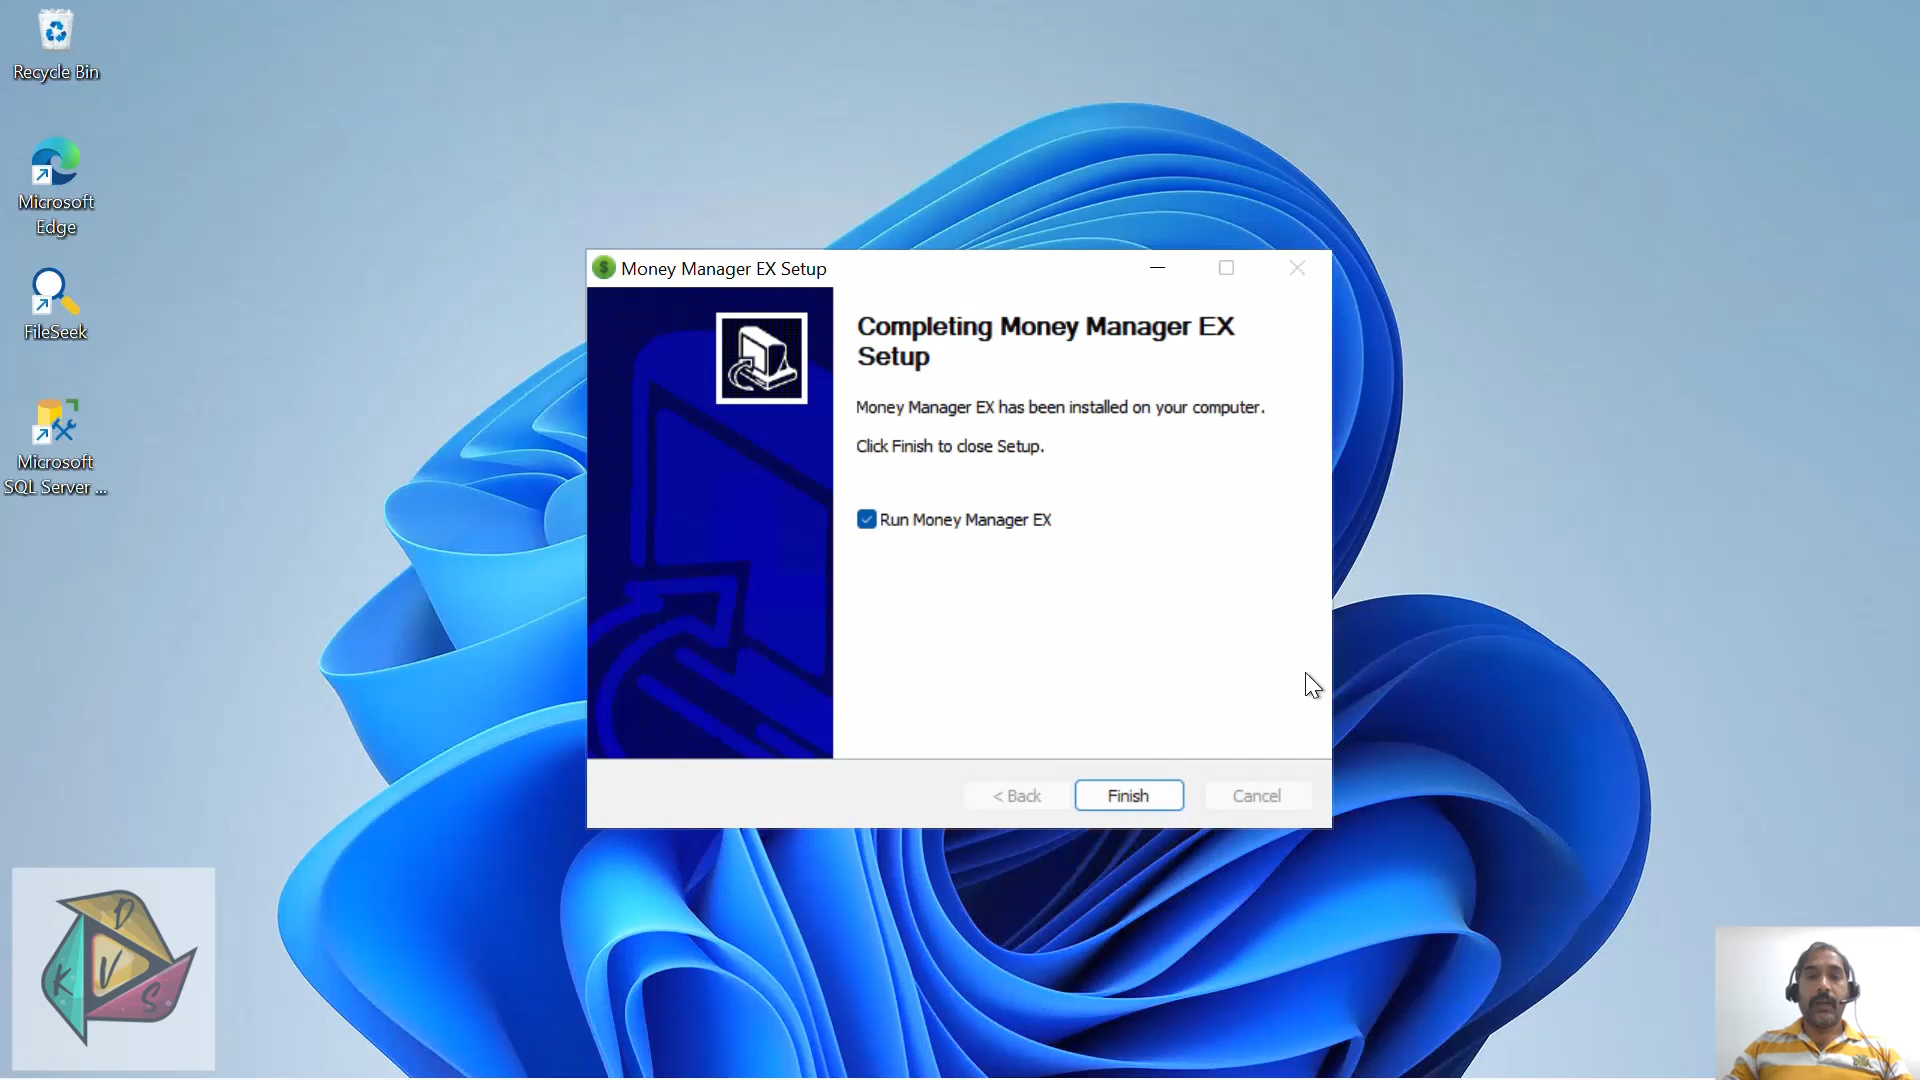 Recycle Bin
Microsoft
Edge
FileSeek
Microsoft
SQL Server ...
Money Manager EX Setup
Completing Money Manager EX
Setup
Money Manager EX has been installed on your computer.
Click Finish to close Setup.
Run Money Manager EX
< Back
Finish
Cancel
D
K
V
S